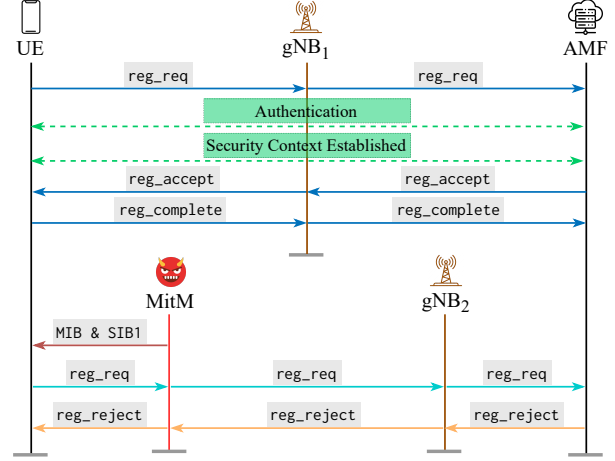 UE gNB1 AMF
reg_req reg_req
Authentication
Security Context Established
reg_accept reg_accept
reg_complete reg_complete
MitM gNB2
MIB & SIB1
reg_req reg_req reg_req
reg_reject reg_reject reg_reject